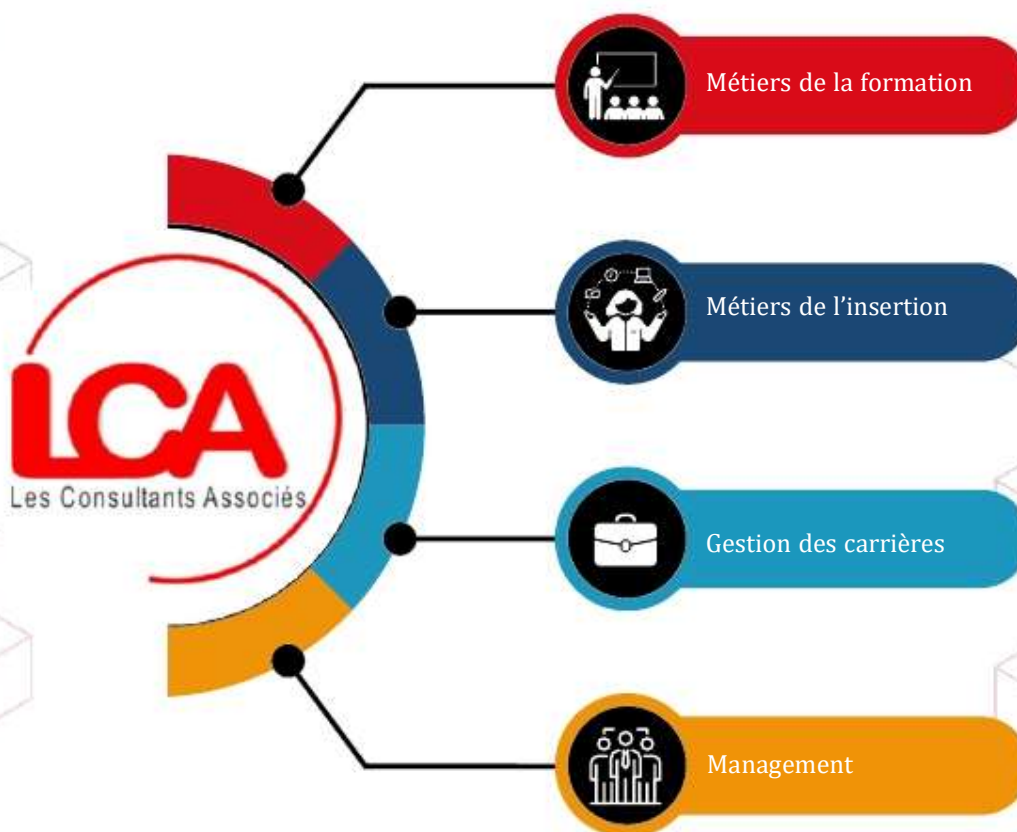 Métiers de la formation
Métiers de l’insertion
LCA
Les Consultants Associés
Gestion des carrières
Management